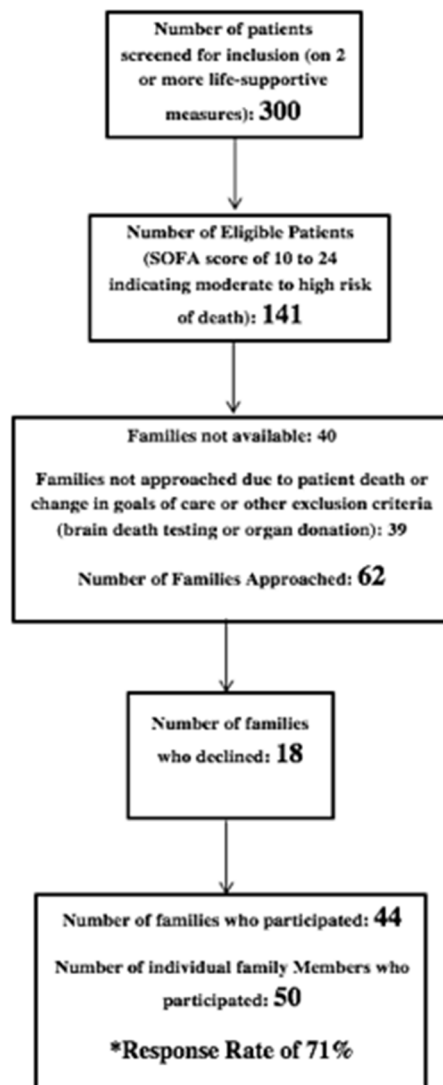 Number of patients
screened for inclusion (on 2
or more life-supportive
measures): 300
Number of Eligible Patients
(SOFA score of 10 to 24
indicating moderate to high risk
of death): 141
Families not available: 40
Families not approached due to patient death or
change in goals of care or other exclusion criteria
(brain death testing or organ donation): 39
Number of Families Approached: 62
Number of families
who declined: 18
Number of families who participated: 44
Number of individual family Members who
participated: 50
*Response Rate of 71%